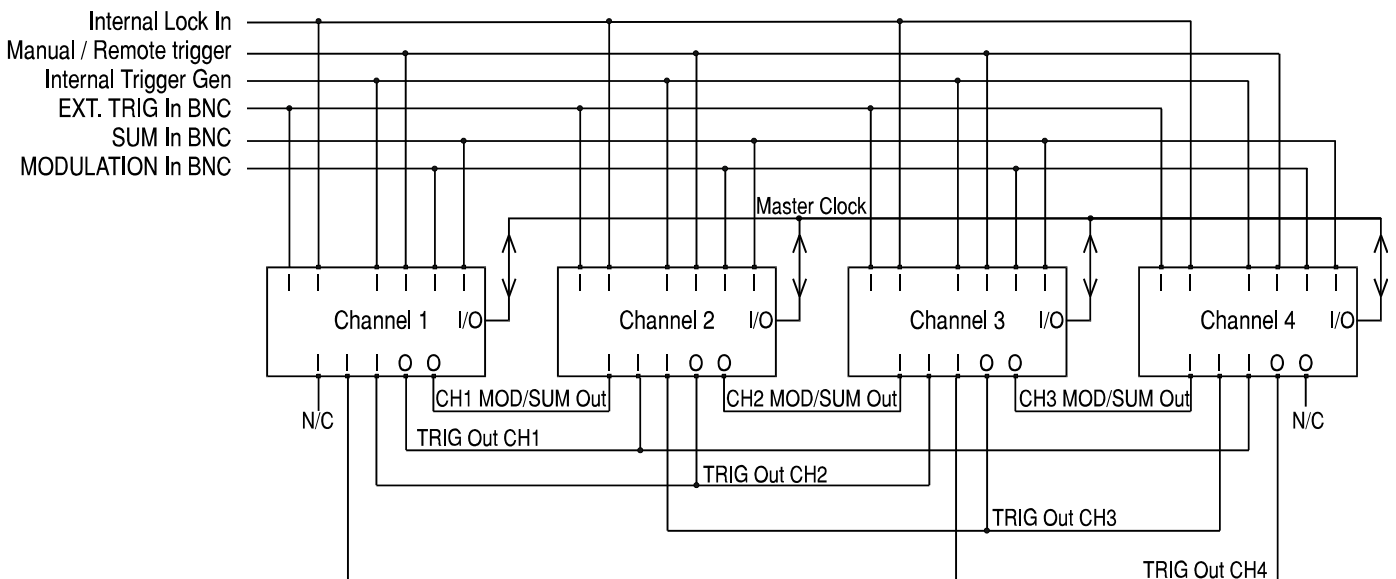 Internal Lock In
Manual / Remote trigger
Internal Trigger Gen
EXT. TRIG In BNC
SUM In BNC
MODULATION In BNC
Master Clock
I I I I I I
I I I I I I
I I I I I I
I I I I I I
Channel 1 I/O
Channel 2 I/O
Channel 3 I/O
Channel 4 I/O
I I I O O
I I I O O
I I I O O
I I I O O
CH1 MOD/SUM Out
CH2 MOD/SUM Out
CH3 MOD/SUM Out
N/C
N/C
TRIG Out CH1
TRIG Out CH2
TRIG Out CH3
TRIG Out CH4